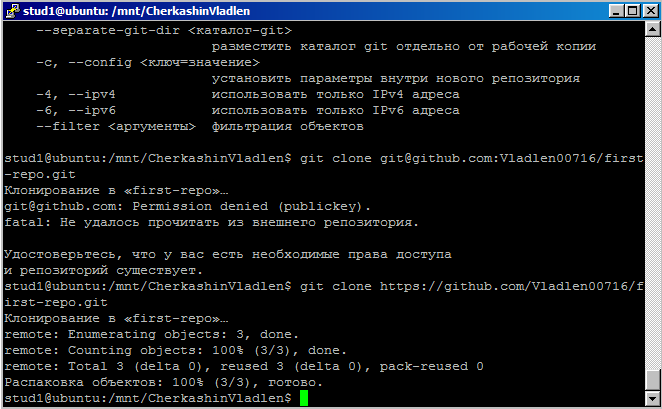 stud1@ubuntu: /mnt/CherkashinVladlen
--separate-git-dir <каталог-git>
разместить каталог git отдельно от рабочей копии
-c, --config <ключ=значение>
установить параметры внутри нового репозитория
-4, --ipv4 использовать только IPv4 адреса
-6, --ipv6 использовать только IPv6 адреса
--filter <аргументы> фильтрация объектов
stud1@ubuntu:/mnt/CherkashinVladlen$ git clone git@github.com:Vladlen00716/first
-repo.git
Клонирование в «first-repo»…
git@github.com: Permission denied (publickey).
fatal: Не удалось прочитать из внешнего репозитория.
Удостоверьтесь, что у вас есть необходимые права доступа
и репозиторий существует.
stud1@ubuntu:/mnt/CherkashinVladlen$ git clone https://github.com/Vladlen00716/f
irst-repo.git
Клонирование в «first-repo»…
remote: Enumerating objects: 3, done.
remote: Counting objects: 100% (3/3), done.
remote: Total 3 (delta 0), reused 3 (delta 0), pack-reused 0
Распаковка объектов: 100% (3/3), готово.
stud1@ubuntu:/mnt/CherkashinVladlen$